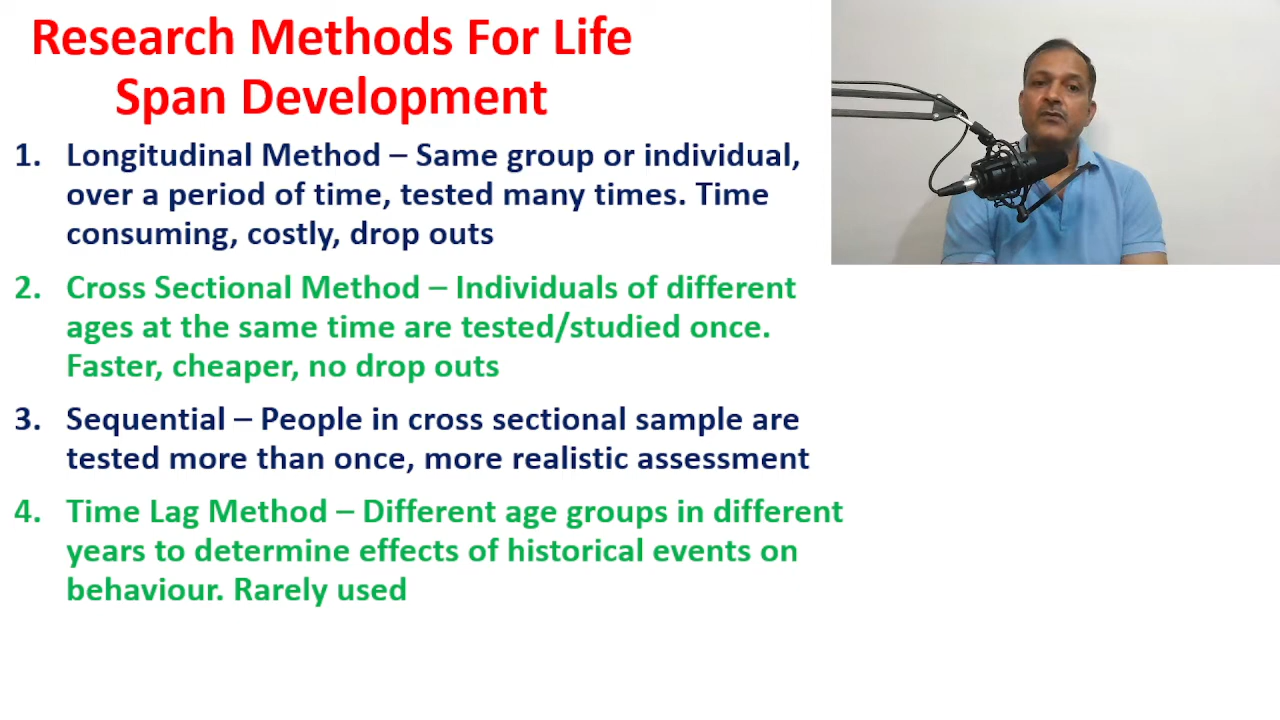 Research Methods For Life
Span Development
1. Longitudinal Method – Same group or individual,
over a period of time, tested many times. Time
consuming, costly, drop outs
2. Cross Sectional Method – Individuals of different
ages at the same time are tested/studied once.
Faster, cheaper, no drop outs
3. Sequential – People in cross sectional sample are
tested more than once, more realistic assessment
4. Time Lag Method – Different age groups in different
years to determine effects of historical events on
behaviour. Rarely used